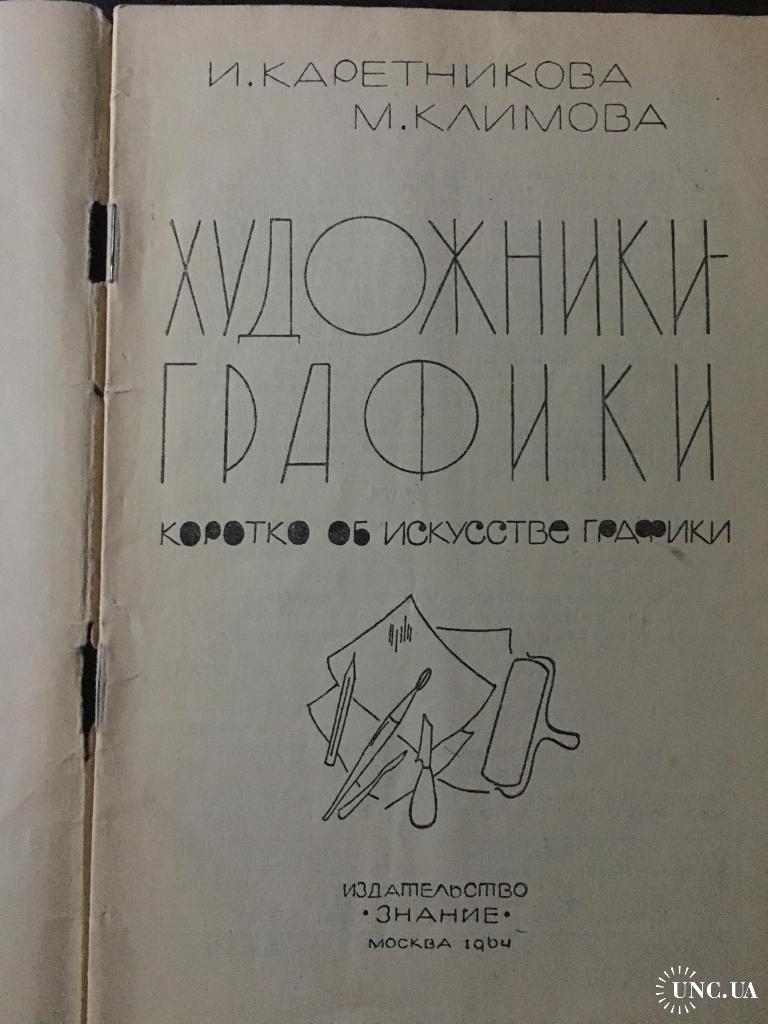 И. КАРЕТНИКОВА
М. КЛИМОВА
ХУДОЖНИКИ-
ГРАФИКИ
КОРОТКО ОБ ИСКУССТВЕ ГРАФИКИ
ИЗДАТЕЛЬСТВО
• ЗНАНИЕ •
МОСКВА 1964
UNC.UA